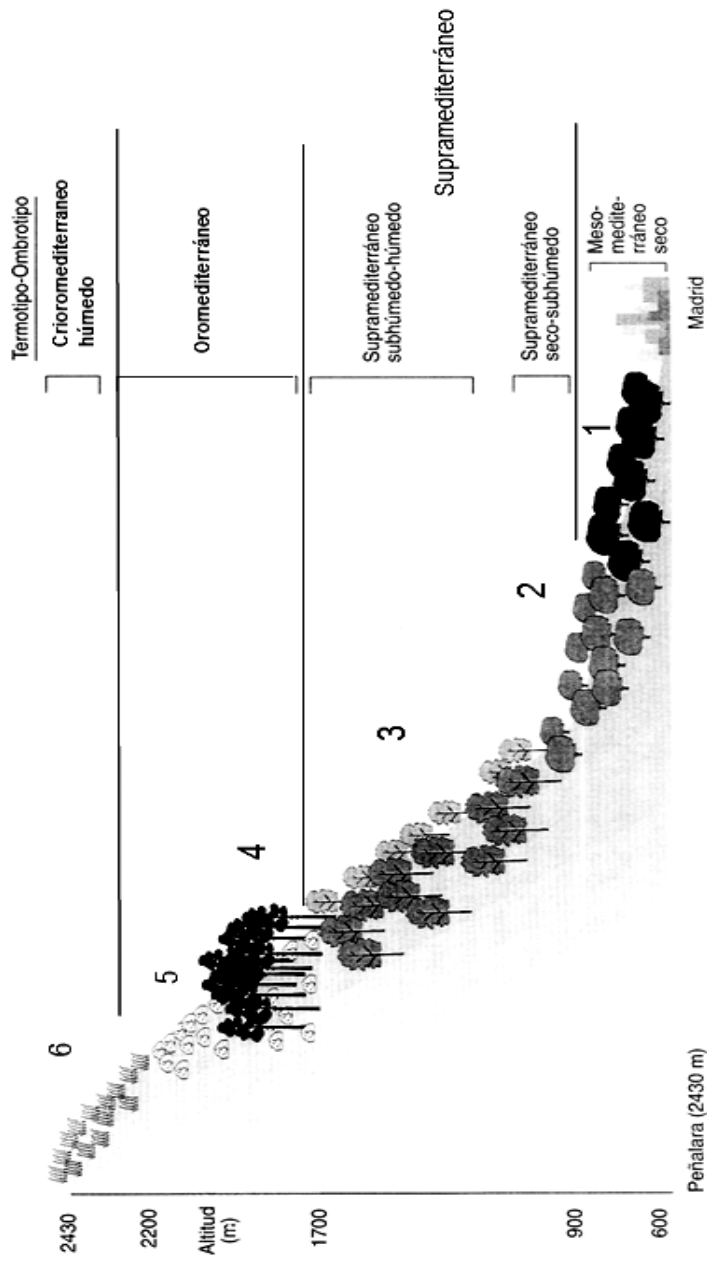 Termotipo-Ombrotipo
Crioromediterraneo
húmedo
Oromediterráneo
Supramediterráneo
subhúmedo-húmedo
Supramediterráneo
Supramediterráneo
seco-subhúmedo
Meso-
medite-
rráneo
seco
6
5
4
3
2
1
2430
2200
Altitud
(m)
1700
900
600
Peñalara (2430 m)
Madrid